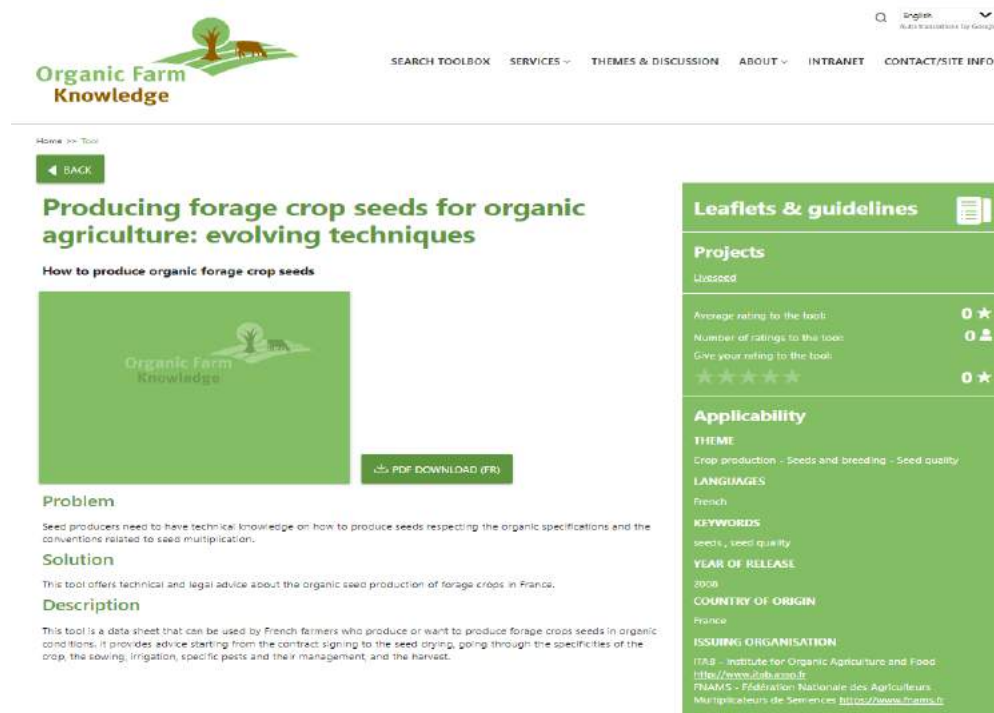 English
Organic Farm
Knowledge
SEARCH TOOLBOX SERVICES THEMES & DISCUSSION ABOUT INTRANET CONTACT/SITE INFO
Home >> Tool
BACK
Producing forage crop seeds for organic
agriculture: evolving techniques
How to produce organic forage crop seeds
Organic Farm
Knowledge
PDF DOWNLOAD (FR)
Problem
Seed producers need to have technical knowledge on how to produce seeds respecting the organic specifications and the
conventions related to seed multiplication.
Solution
This tool offers technical and legal advice about the organic seed production of forage crops in France.
Description
This tool is a data sheet that can be used by French farmers who produce or want to produce forage crops seeds in organic
conditions. It provides advice starting from the contract signing to the seed drying, going through the specificities of the
crop, the sowing, irrigation, specific pests and their management, and the harvest.
Leaflets & guidelines
Projects
Liveseed
Average rating to the tool: 0
Number of ratings to the tool: 0
Give your rating to the tool:
0
Applicability
THEME
Crop production - Seeds and breeding - Seed quality
LANGUAGES
French
KEYWORDS
seeds , seed quality
YEAR OF RELEASE
2008
COUNTRY OF ORIGIN
France
ISSUING ORGANISATION
ITAB - Institute for Organic Agriculture and Food
http://www.itab.asso.fr
FNAMS - Fédération Nationale des Agriculteurs
Multiplicateurs de Semences https://www.fnams.fr